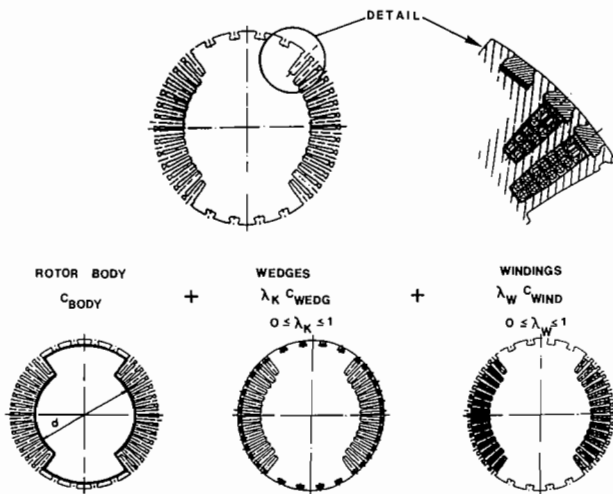 DETAIL
ROTOR BODY
C_BODY
+
WEDGES
λ_K C_WEDG
0 ≤ λ_K ≤ 1
+
WINDINGS
λ_W C_WIND
0 ≤ λ_W ≤ 1
d